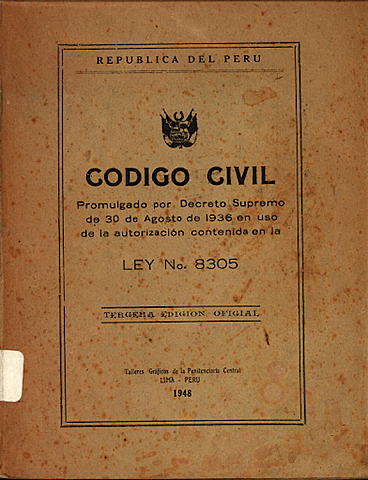 REPUBLICA DEL PERU
CODIGO CIVIL
Promulgado por Decreto Supremo
de 30 de Agosto de 1936 en uso
de la autorización contenida en la
LEY No. 8305
TERCERA EDICION OFICIAL
Talleres Gráficos de la Penitenciaría Central
LIMA - PERU
1948